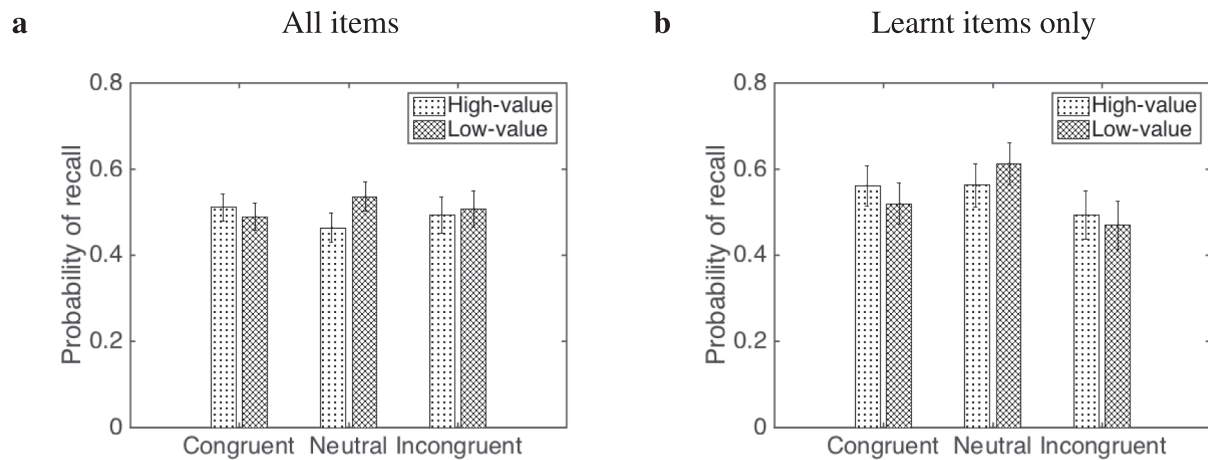 a All items
0.8
0.6
0.4
0.2
0
Probability of recall
High-value
Low-value
Congruent Neutral Incongruent
b Learnt items only
0.8
0.6
0.4
0.2
0
Probability of recall
High-value
Low-value
Congruent Neutral Incongruent